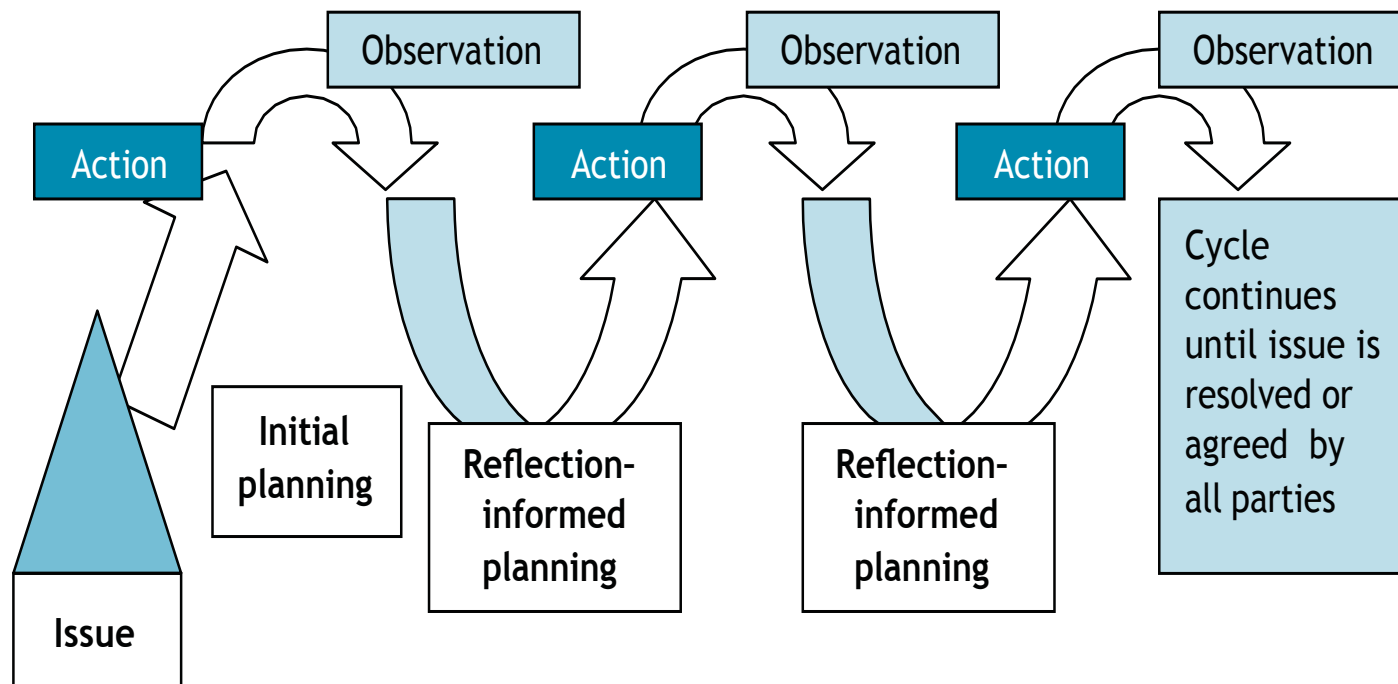 Observation
Observation
Observation
Action
Action
Action
Cycle
continues
until issue is
resolved or
agreed by
all parties
Initial
planning
Reflection-
informed
planning
Reflection-
informed
planning
Issue